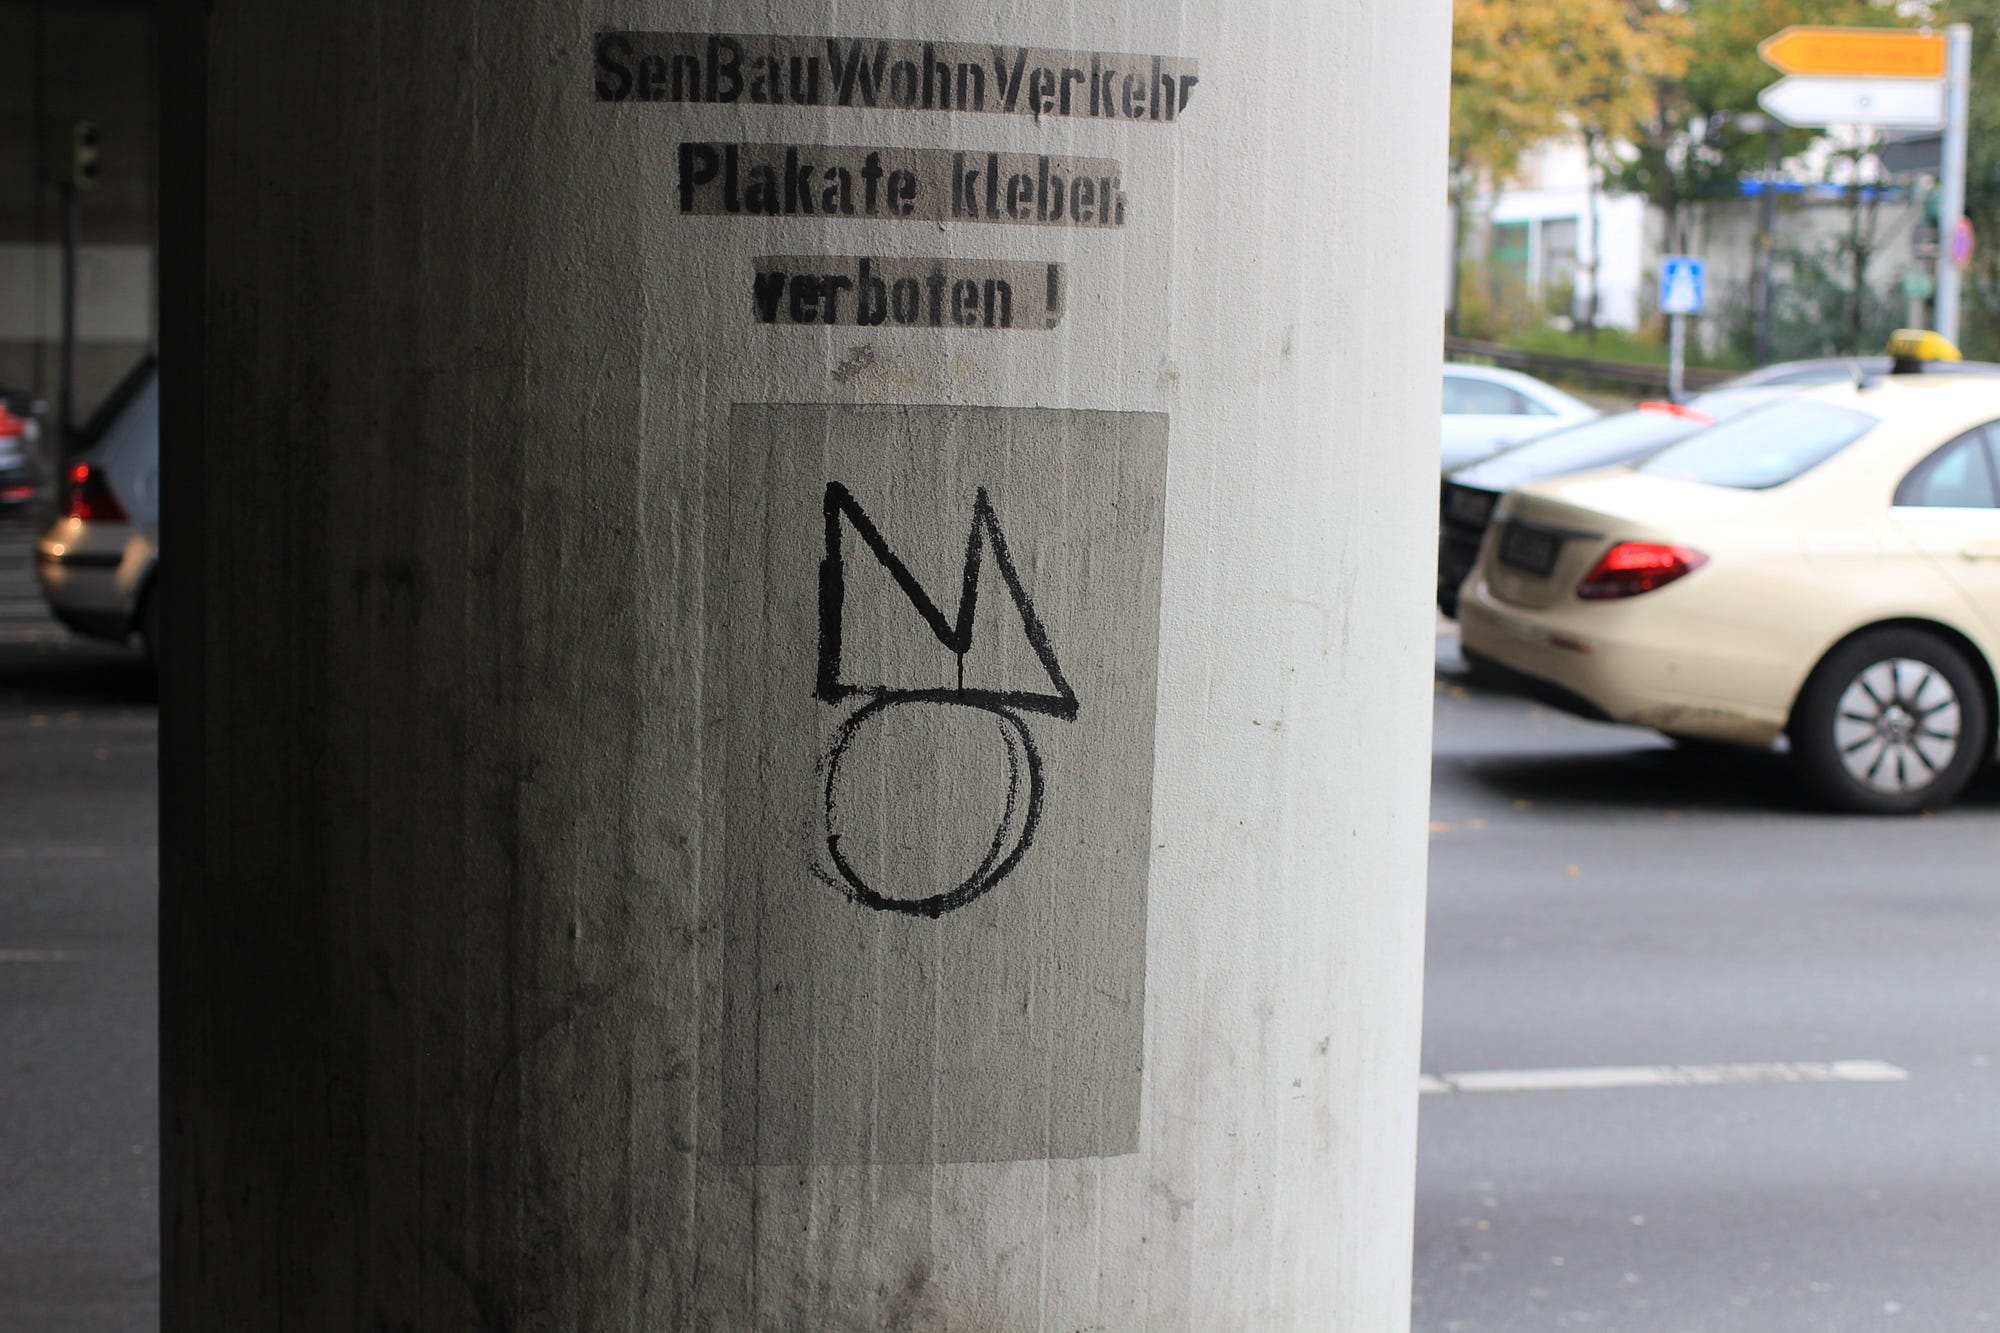 SenBauWohnVerkehr
Plakate kleben
verboten !